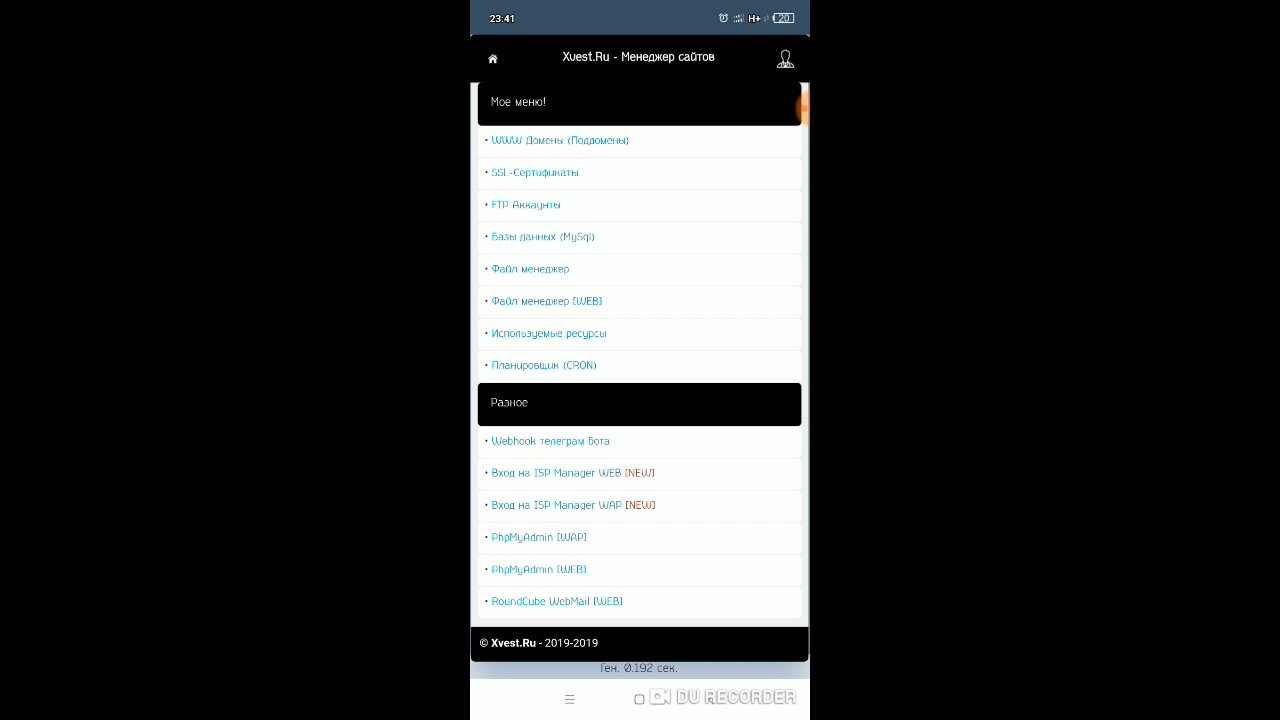 23:41
H+
20
Xvest.Ru - Менеджер сайтов
Мое меню!
• WWW Домены (Поддомены)
• SSL-Сертификаты
• FTP Аккаунты
• Базы данных (MySql)
• Файл менеджер
• Файл менеджер [WEB]
• Используемые ресурсы
• Планировщик (CRON)
Разное
• Webhook телеграм бота
• Вход на ISP Manager WEB [NEW]
• Вход на ISP Manager WAP [NEW]
• PhpMyAdmin [WAP]
• PhpMyAdmin [WEB]
• RoundCube WebMail [WEB]
© Xvest.Ru - 2019-2019
Ген. 0.192 сек.
DU RECORDER